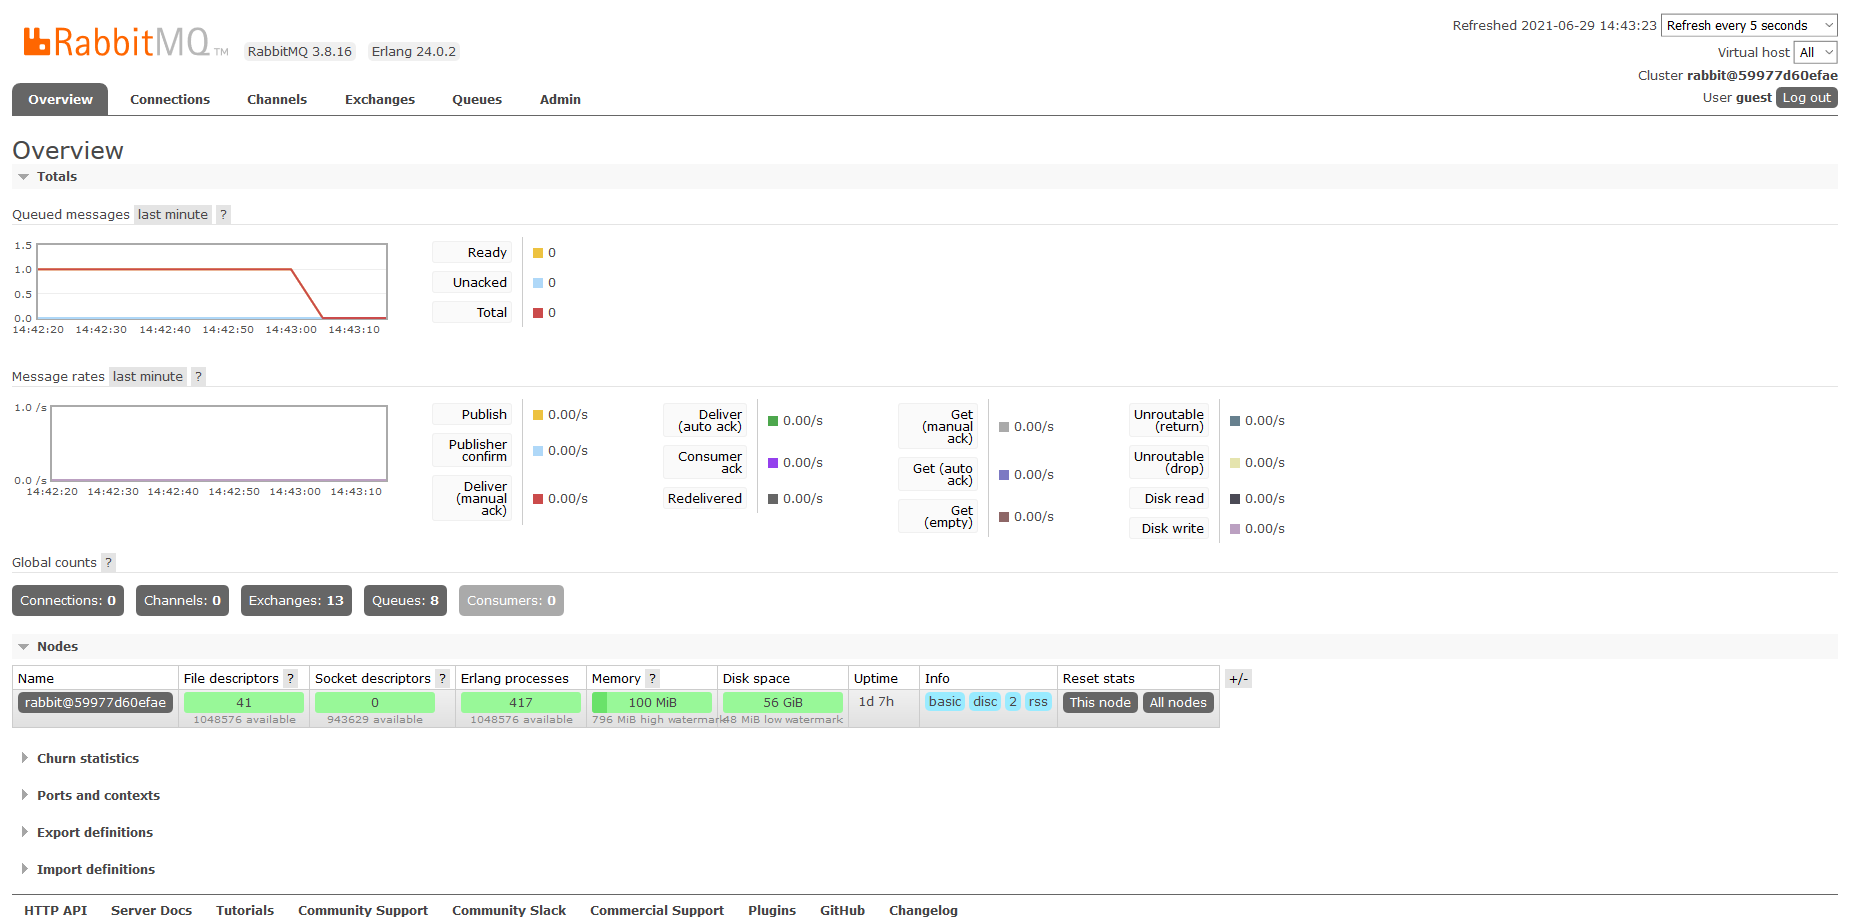 RabbitMQ TM RabbitMQ 3.8.16 Erlang 24.0.2
Refreshed 2021-06-29 14:43:23 Refresh every 5 seconds
Virtual host All
Cluster rabbit@59977d60efae
User guest Log out
Overview Connections Channels Exchanges Queues Admin
Overview
Totals
Queued messages last minute ?
1.5
1.0
0.5
0.0
14:42:20 14:42:30 14:42:40 14:42:50 14:43:00 14:43:10
Ready 0
Unacked 0
Total 0
Message rates last minute ?
1.0 /s
0.0 /s
14:42:20 14:42:30 14:42:40 14:42:50 14:43:00 14:43:10
Publish 0.00/s
Publisher
confirm 0.00/s
Deliver
(manual
ack) 0.00/s
Deliver
(auto ack) 0.00/s
Consumer
ack 0.00/s
Redelivered 0.00/s
Get
(manual
ack) 0.00/s
Get (auto
ack) 0.00/s
Get
(empty) 0.00/s
Unroutable
(return) 0.00/s
Unroutable
(drop) 0.00/s
Disk read 0.00/s
Disk write 0.00/s
Global counts ?
Connections: 0 Channels: 0 Exchanges: 13 Queues: 8 Consumers: 0
Nodes
Name File descriptors ? Socket descriptors ? Erlang processes Memory ? Disk space Uptime Info Reset stats +/-
rabbit@59977d60efae 41 0 417 100 MiB 56 GiB 1d 7h basic disc 2 rss This node All nodes
1048576 available 943629 available 1048576 available 796 MiB high watermark 48 MiB low watermark
Churn statistics
Ports and contexts
Export definitions
Import definitions
HTTP API Server Docs Tutorials Community Support Community Slack Commercial Support Plugins GitHub Changelog